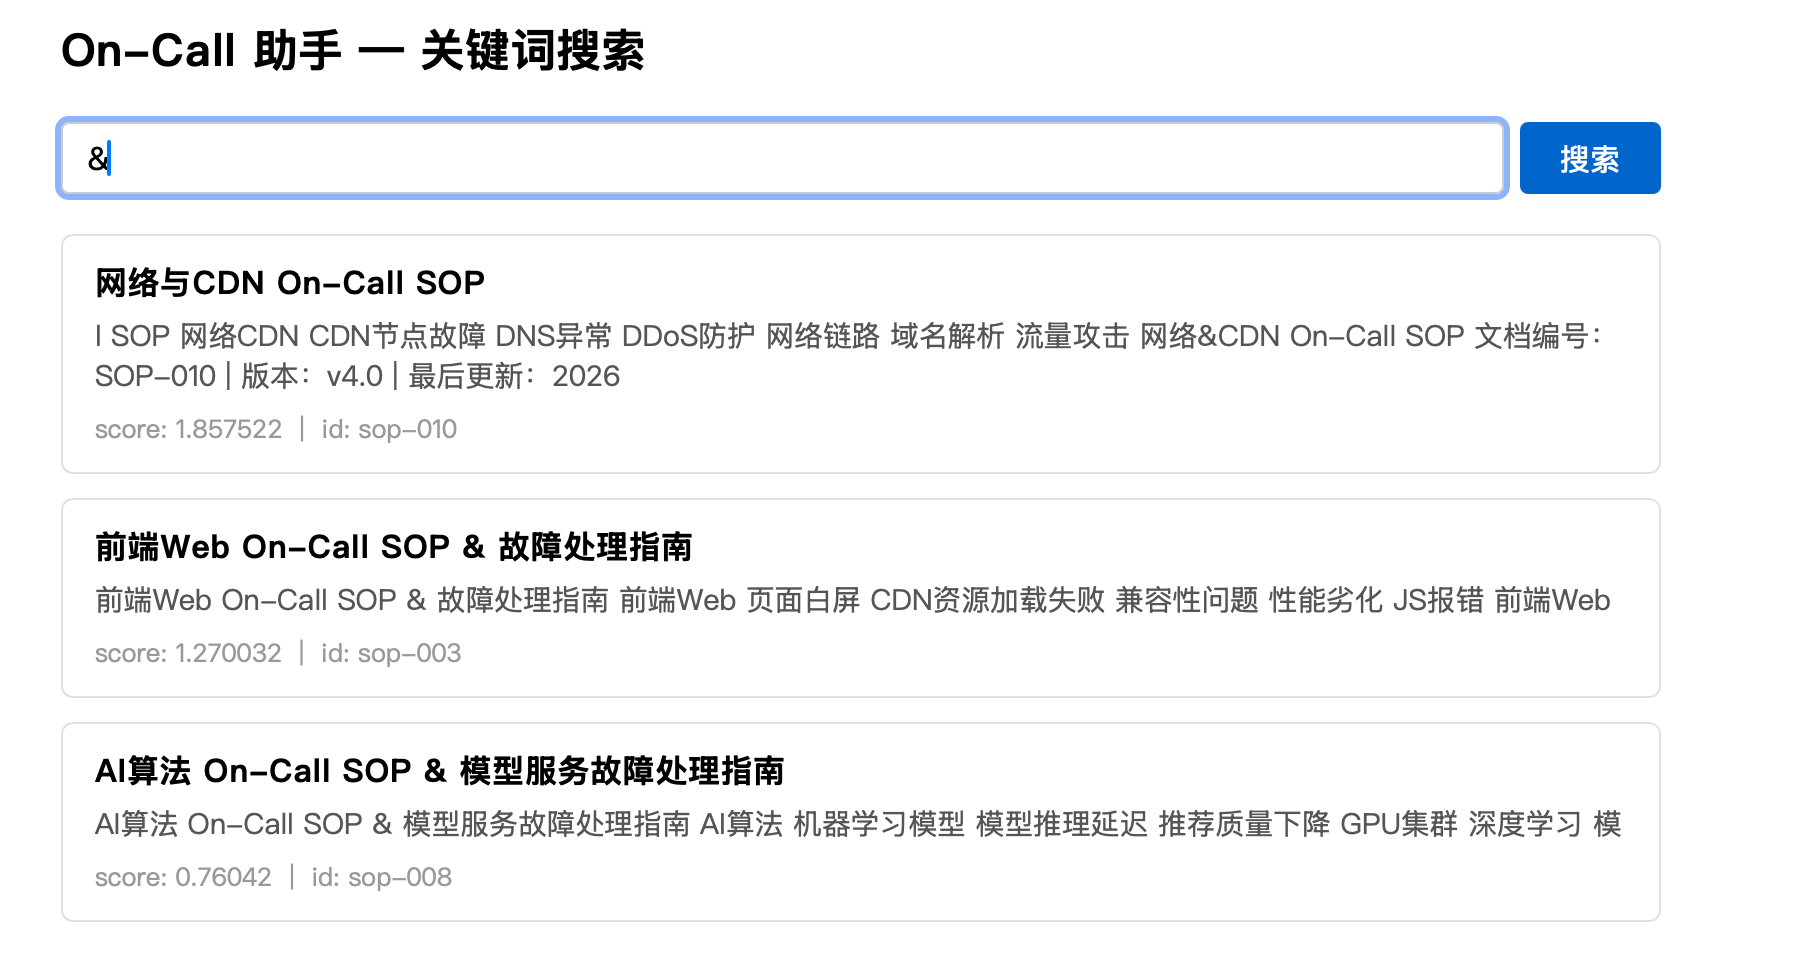 On-Call 助手 — 关键词搜索
&
搜索
网络与CDN On-Call SOP
l SOP 网络CDN CDN节点故障 DNS异常 DDoS防护 网络链路 域名解析 流量攻击 网络&CDN On-Call SOP 文档编号：
SOP-010 | 版本：v4.0 | 最后更新：2026
score: 1.857522 | id: sop-010
前端Web On-Call SOP & 故障处理指南
前端Web On-Call SOP & 故障处理指南 前端Web 页面白屏 CDN资源加载失败 兼容性问题 性能劣化 JS报错 前端Web
score: 1.270032 | id: sop-003
AI算法 On-Call SOP & 模型服务故障处理指南
AI算法 On-Call SOP & 模型服务故障处理指南 AI算法 机器学习模型 模型推理延迟 推荐质量下降 GPU集群 深度学习 模
score: 0.76042 | id: sop-008